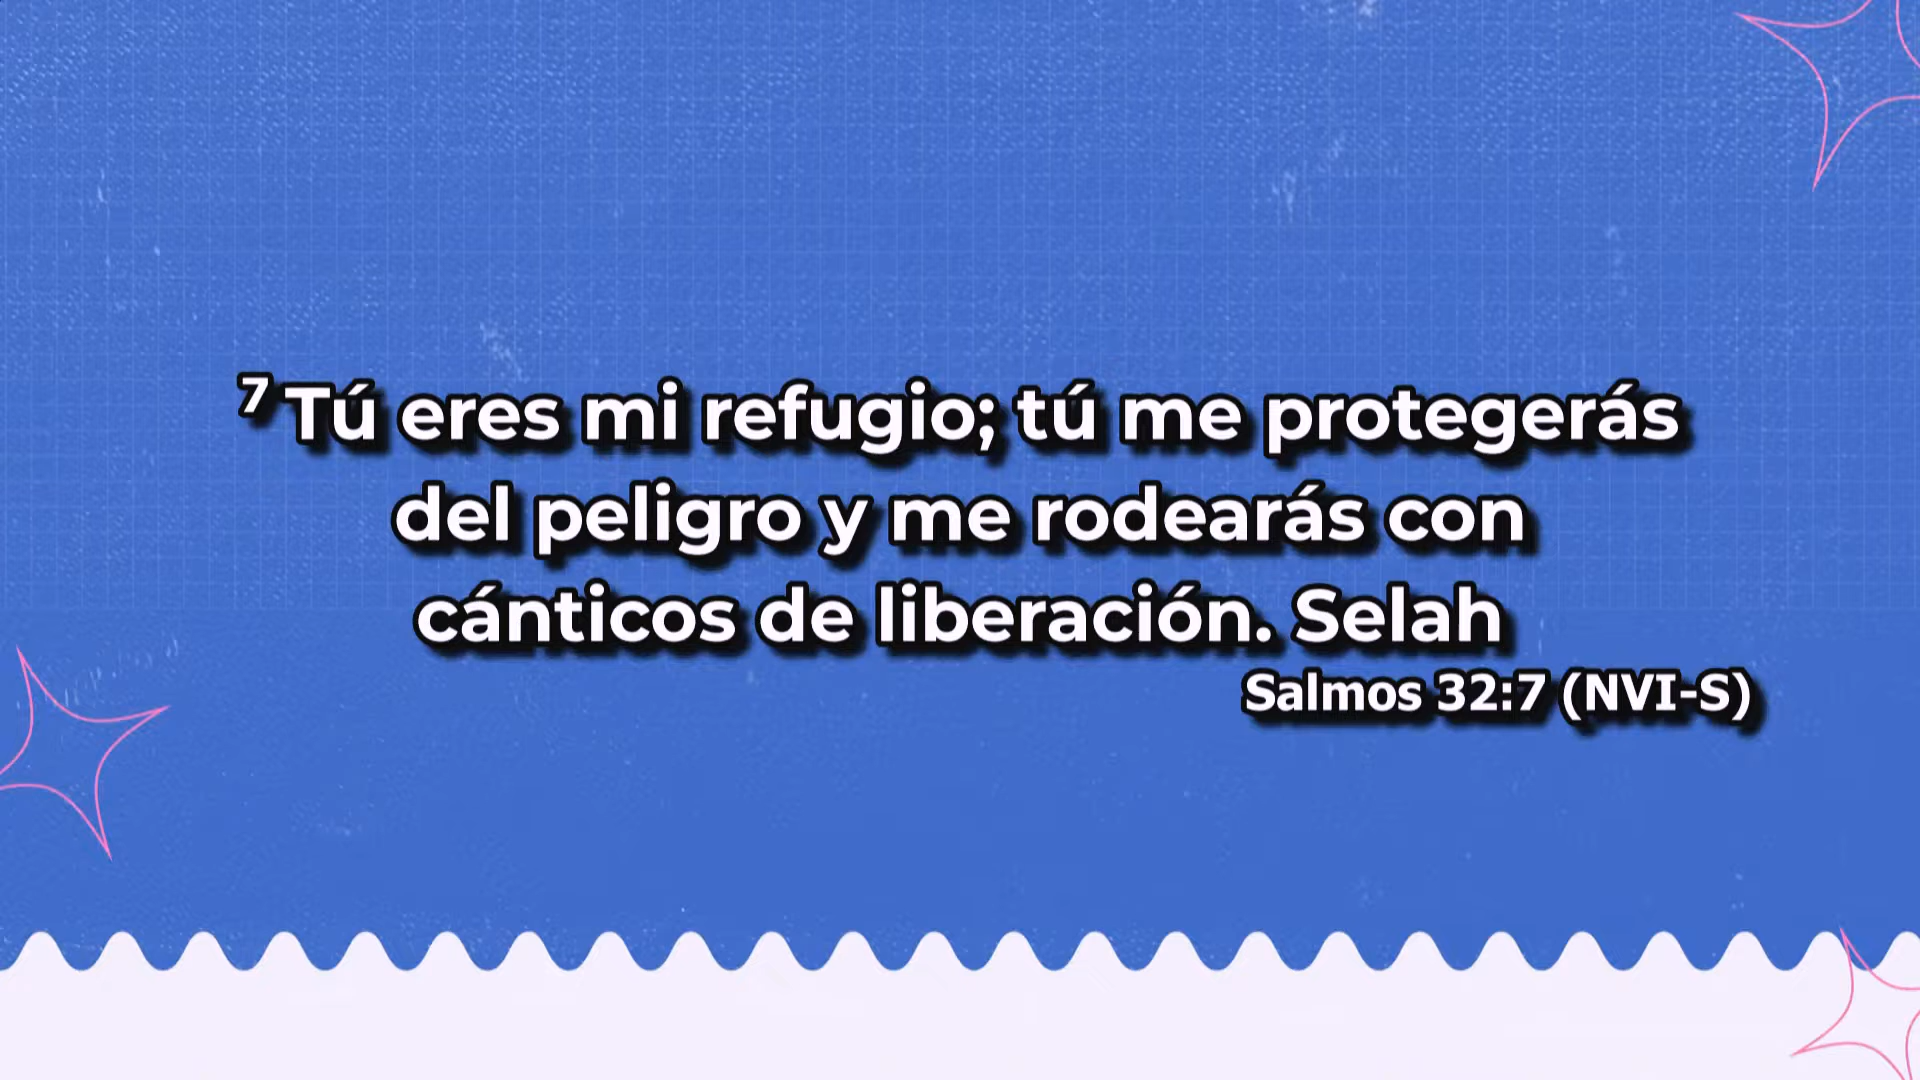 7 Tú eres mi refugio; tú me protegerás
del peligro y me rodearás con
cánticos de liberación. Selah
Salmos 32:7 (NVI-S)